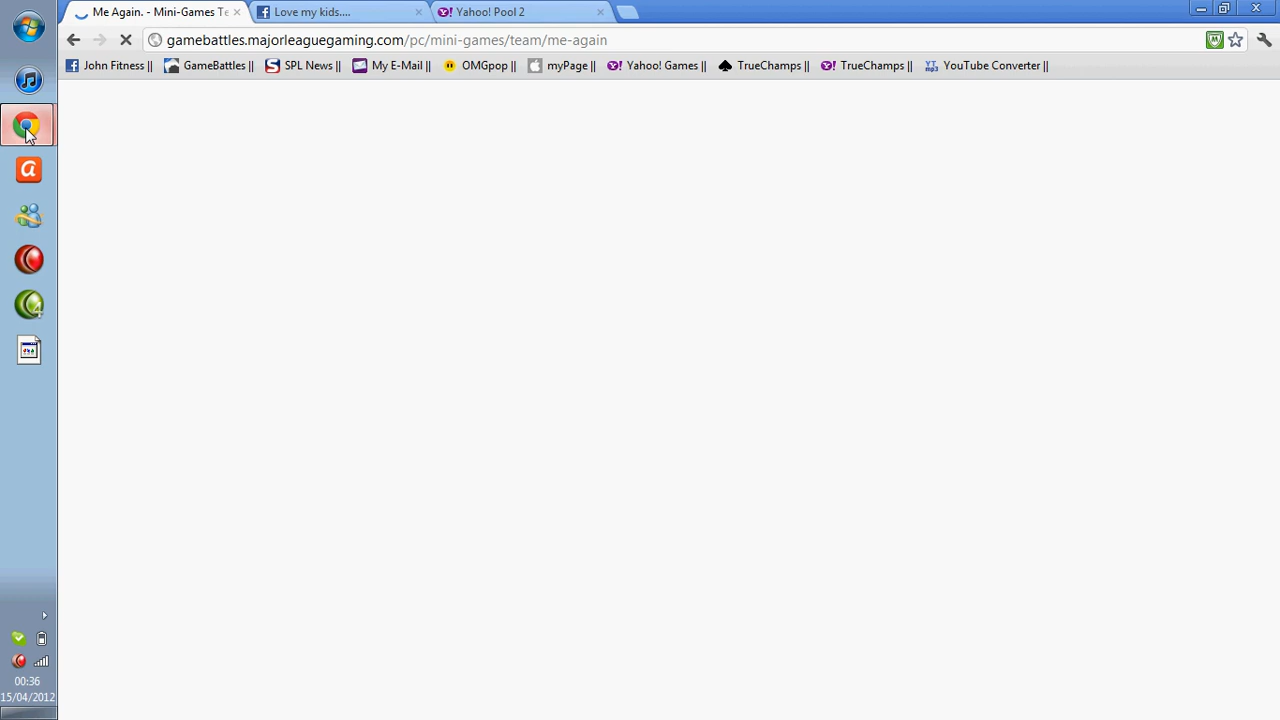 Me Again. - Mini-Games Te
Love my kids....
Yahoo! Pool 2
gamebattles.majorleaguegaming.com/pc/mini-games/team/me-again
John Fitness ||
GameBattles ||
SPL News ||
My E-Mail ||
OMGpop ||
myPage ||
Yahoo! Games ||
TrueChamps ||
TrueChamps ||
YouTube Converter ||
00:36
15/04/2012